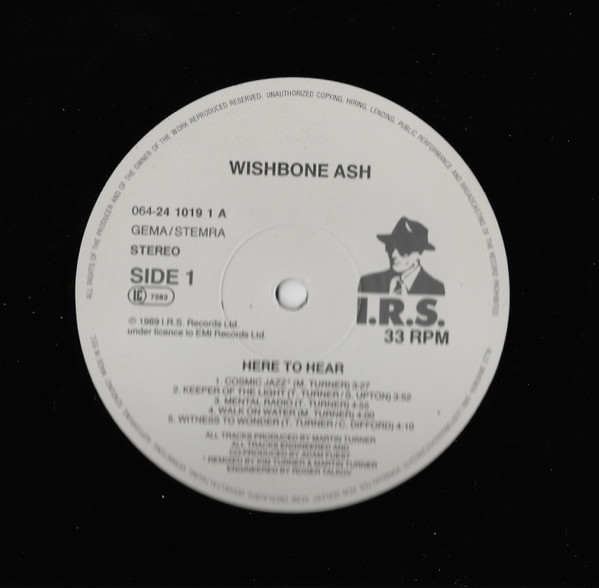 ALL RIGHTS OF THE PRODUCER AND OF THE OWNER OF THE WORK REPRODUCED RESERVED. UNAUTHORIZED COPYING, HIRING, LENDING, PUBLIC PERFORMANCE AND BROADCASTING OF THE RECORD PROHIBITED
WISHBONE ASH
064-24 1019 1 A
GEMA/STEMRA
STEREO
SIDE 1
LC 7283
I.R.S.
33 RPM
℗ 1989 I.R.S. Records Ltd.
under licence to EMI Records Ltd.
HERE TO HEAR
1. COSMIC JAZZ* (M. TURNER) 3:27
2. KEEPER OF THE LIGHT (T. TURNER/S. UPTON) 3:52
3. MENTAL RADIO (T. TURNER) 4:55
4. WALK ON WATER (M. TURNER) 4:00
5. WITNESS TO WONDER (T. TURNER/C. DIFFORD) 4:10
ALL TRACKS PRODUCED BY MARTIN TURNER
ALL TRACKS ENGINEERED AND
CO-PRODUCED BY ADAM FUEST
* REMIXED BY KIM TURNER & MARTIN TURNER
ENGINEERED BY ROGER